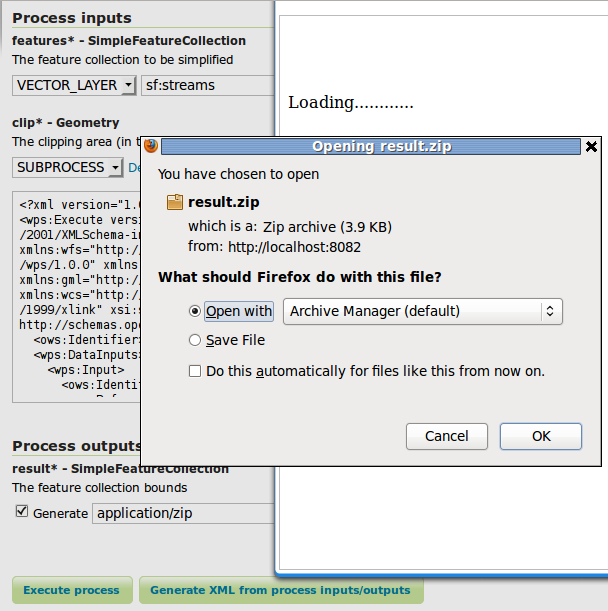 Process inputs
features* - SimpleFeatureCollection
The feature collection to be simplified
VECTOR_LAYER
sf:streams
clip* - Geometry
The clipping area (in t
SUBPROCESS
De
<?xml version="1.0
<wps:Execute versi
/2001/XMLSchema-in
xmlns:wfs="http:/
/wps/1.0.0" xmlns
xmlns:gml="http:/
xmlns:wcs="http:/
/1999/xlink" xsi:s
http://schemas.ope
<ows:Identifier>
<wps:DataInputs>
<wps:Input>
<ows:Identif
Process outputs
result* - SimpleFeatureCollection
The feature collection bounds
Generate
application/zip
Execute process
Generate XML from process inputs/outputs
Loading............
Opening result.zip
You have chosen to open
result.zip
which is a: Zip archive (3.9 KB)
from: http://localhost:8082
What should Firefox do with this file?
Open with
Archive Manager (default)
Save File
Do this automatically for files like this from now on.
Cancel
OK